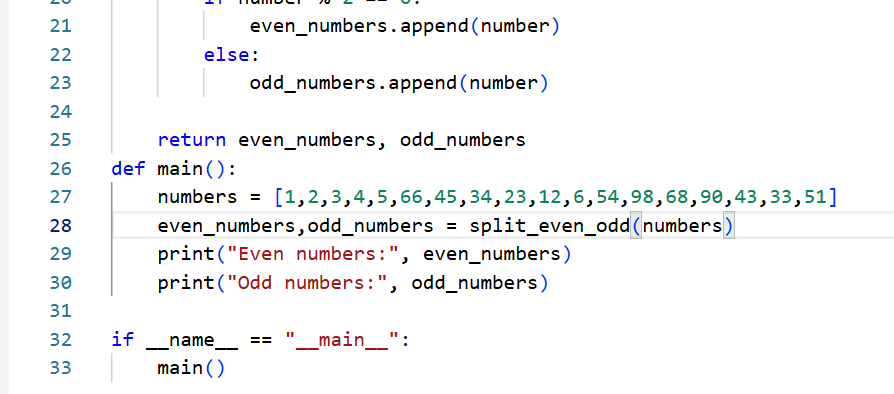 21 even_numbers.append(number)
22 else:
23 odd_numbers.append(number)
24
25 return even_numbers, odd_numbers
26 def main():
27 numbers = [1,2,3,4,5,66,45,34,23,12,6,54,98,68,90,43,33,51]
28 even_numbers,odd_numbers = split_even_odd(numbers)
29 print("Even numbers:", even_numbers)
30 print("Odd numbers:", odd_numbers)
31
32 if __name__ == "__main__":
33 main()